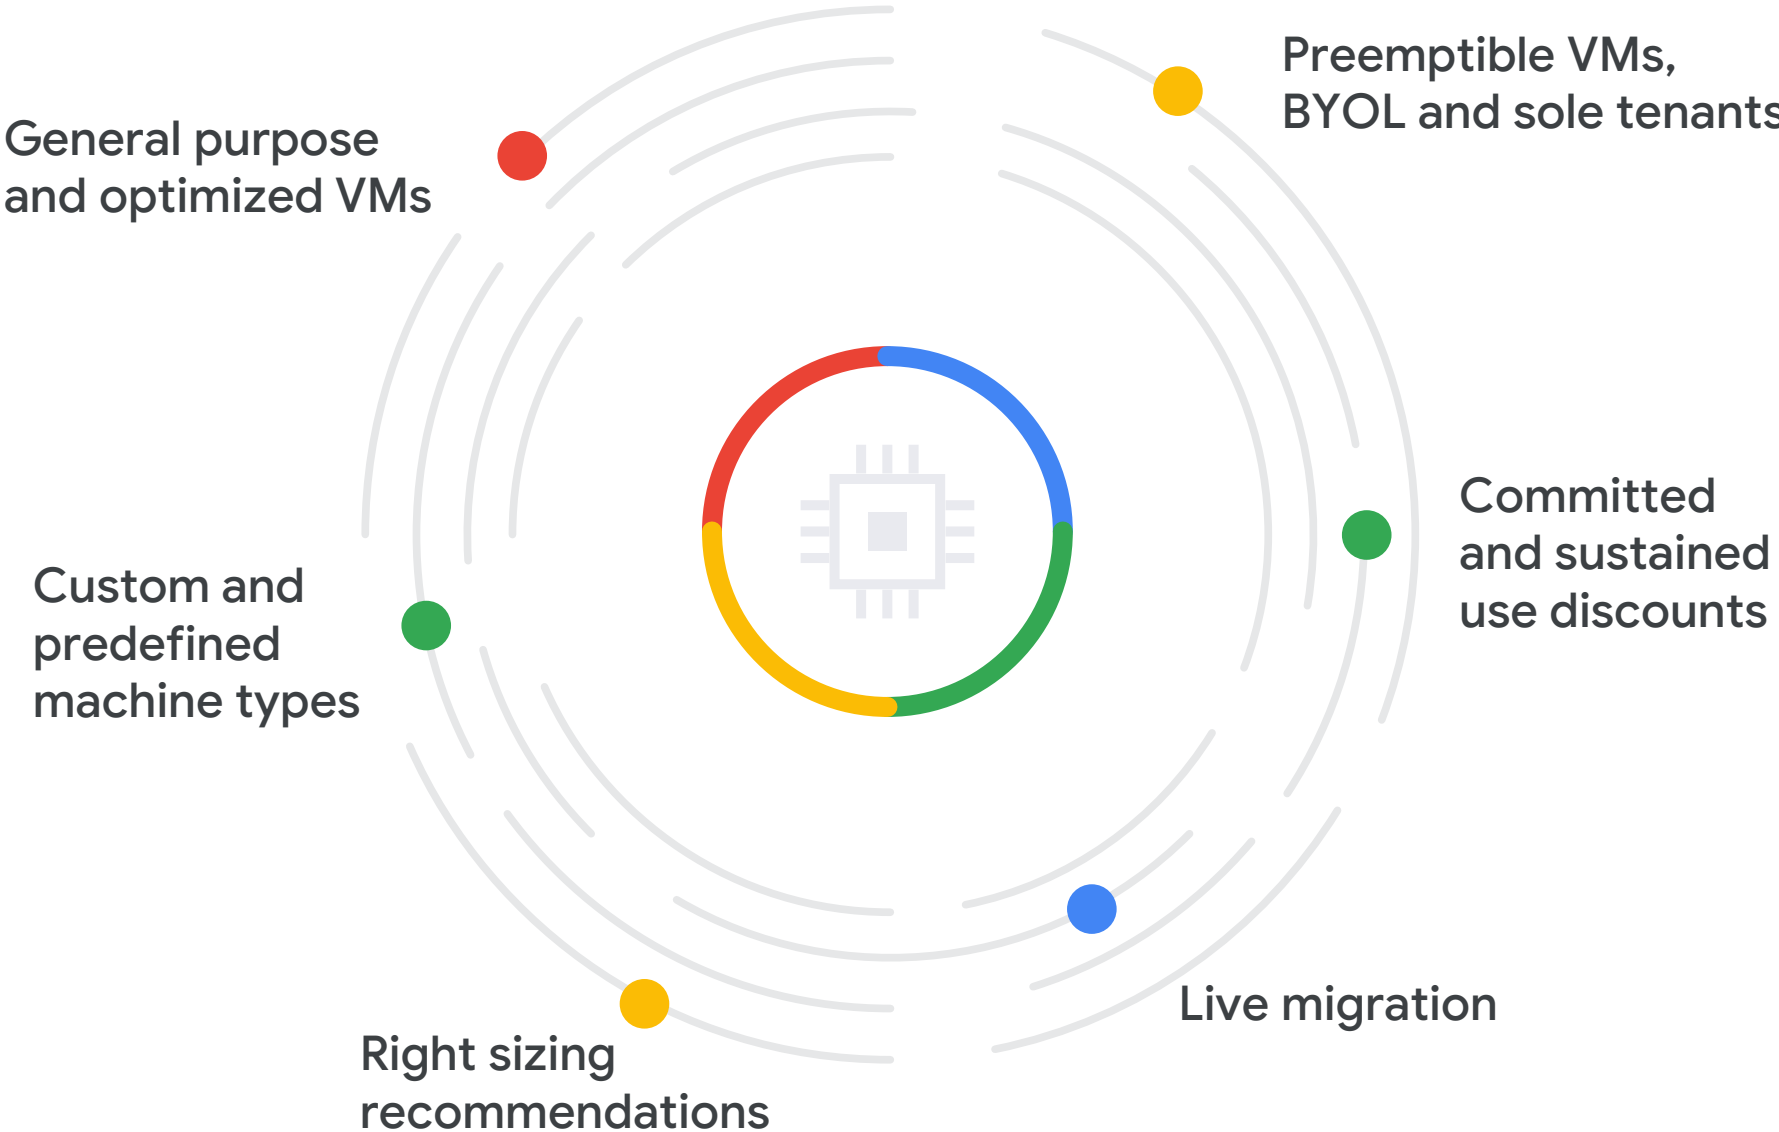 Preemptible VMs,
BYOL and sole tenants
General purpose
and optimized VMs
Committed
and sustained
use discounts
Custom and
predefined
machine types
Live migration
Right sizing
recommendations